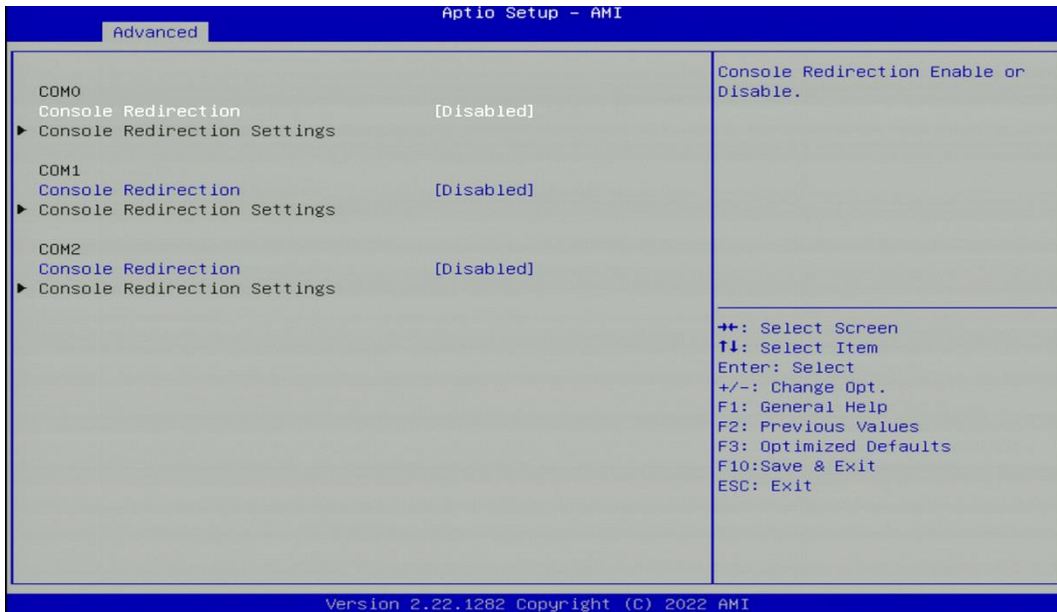 Aptio Setup – AMI
Advanced
COM0
Console Redirection [Disabled]
► Console Redirection Settings
COM1
Console Redirection [Disabled]
► Console Redirection Settings
COM2
Console Redirection [Disabled]
► Console Redirection Settings
Console Redirection Enable or
Disable.
→←: Select Screen
↑↓: Select Item
Enter: Select
+/-: Change Opt.
F1: General Help
F2: Previous Values
F3: Optimized Defaults
F10:Save & Exit
ESC: Exit
Version 2.22.1282 Copyright (C) 2022 AMI